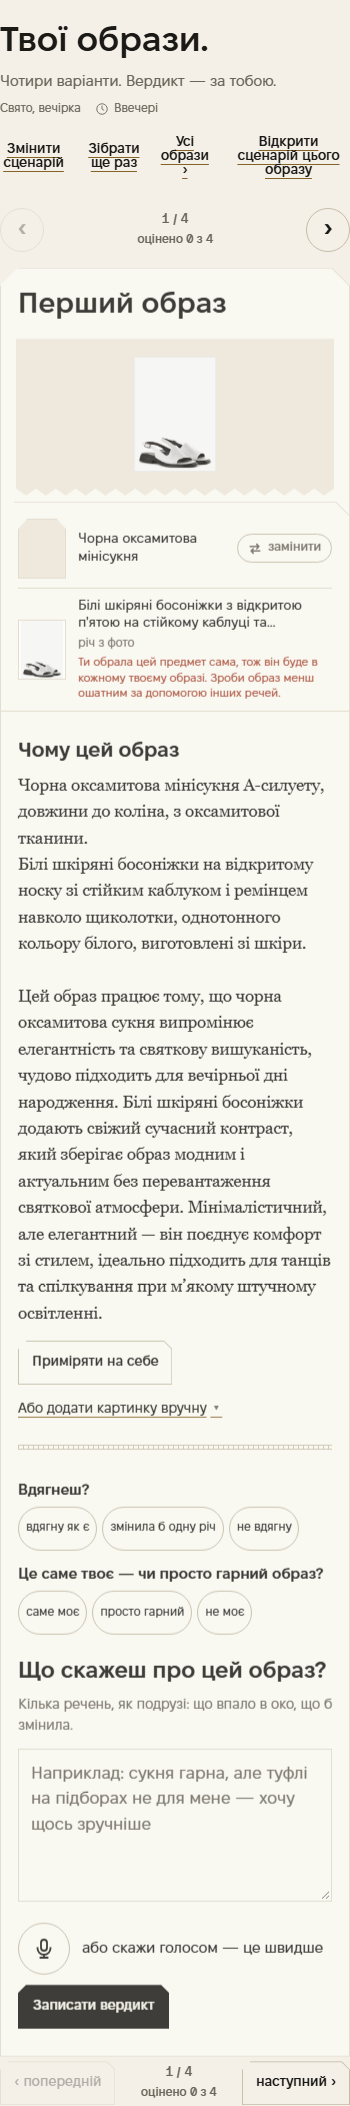 Твої образи.
Чотири варіанти. Вердикт — за тобою.
Свято, вечірка Ввечері
Змінити сценарій
Зібрати ще раз
Усі образи ›
Відкрити сценарій цього образу
‹
1 / 4
оцінено 0 з 4
›
Перший образ
Чорна оксамитова
мінісукня
⇄ замінити
Білі шкіряні босоніжки з відкритою
п'ятою на стійкому каблуці та...
річ з фото
Ти обрала цей предмет сама, тож він буде в
кожному твоєму образі. Зроби образ менш
ошатним за допомогою інших речей.
Чому цей образ
Чорна оксамитова мінісукня А-силуету,
довжини до коліна, з оксамитової
тканини.
Білі шкіряні босоніжки на відкритому
носку зі стійким каблуком і ремінцем
навколо щиколотки, однотонного
кольору білого, виготовлені зі шкіри.
Цей образ працює тому, що чорна
оксамитова сукня випромінює
елегантність та святкову вишуканість,
чудово підходить для вечірньої дні
народження. Білі шкіряні босоніжки
додають свіжий сучасний контраст,
який зберігає образ модним і
актуальним без перевантаження
святкової атмосфери. Мінімалістичний,
але елегантний — він поєднує комфорт
зі стилем, ідеально підходить для танців
та спілкування при м’якому штучному
освітленні.
Приміряти на себе
Або додати картинку вручну ▾
Вдягнеш?
вдягну як є змінила б одну річ не вдягну
Це саме твоє — чи просто гарний образ?
саме моє просто гарний не моє
Що скажеш про цей образ?
Кілька речень, як подрузі: що впало в око, що б
змінила.
Наприклад: сукня гарна, але туфлі
на підборах не для мене — хочу
щось зручніше
або скажи голосом — це швидше
Записати вердикт
‹ попередній
1 / 4
оцінено 0 з 4
наступний ›